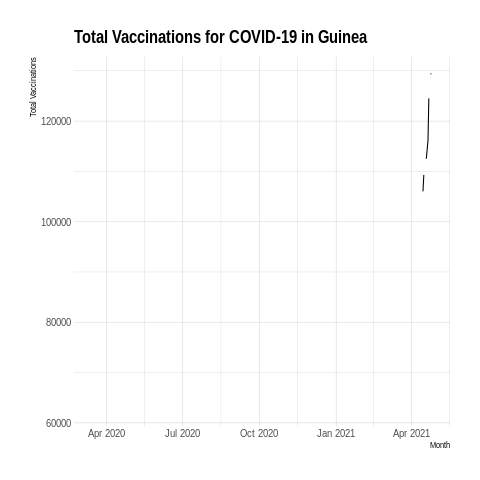 Total Vaccinations for COVID-19 in Guinea
Total Vaccinations
120000
100000
80000
60000
Apr 2020 Jul 2020 Oct 2020 Jan 2021 Apr 2021
Month